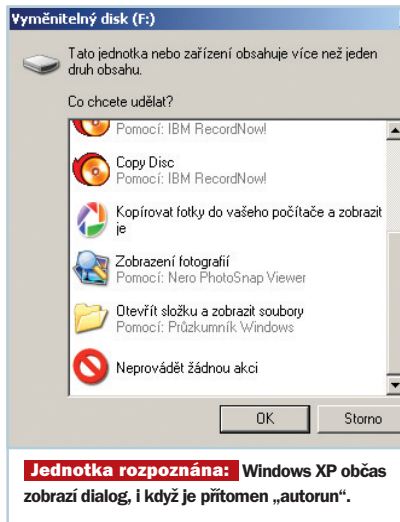 Vyměnitelný disk (F:)
Tato jednotka nebo zařízení obsahuje více než jeden
druh obsahu.
Co chcete udělat?
Pomocí: IBM RecordNow!
Copy Disc
Pomocí: IBM RecordNow!
Kopírovat fotky do vašeho počítače a zobrazit
je
Zobrazení fotografií
Pomocí: Nero PhotoSnap Viewer
Otevřít složku a zobrazit soubory
Pomocí: Průzkumník Windows
Neprovádět žádnou akci
OK Storno
Jednotka rozpoznána: Windows XP občas
zobrazí dialog, i když je přítomen „autorun“.